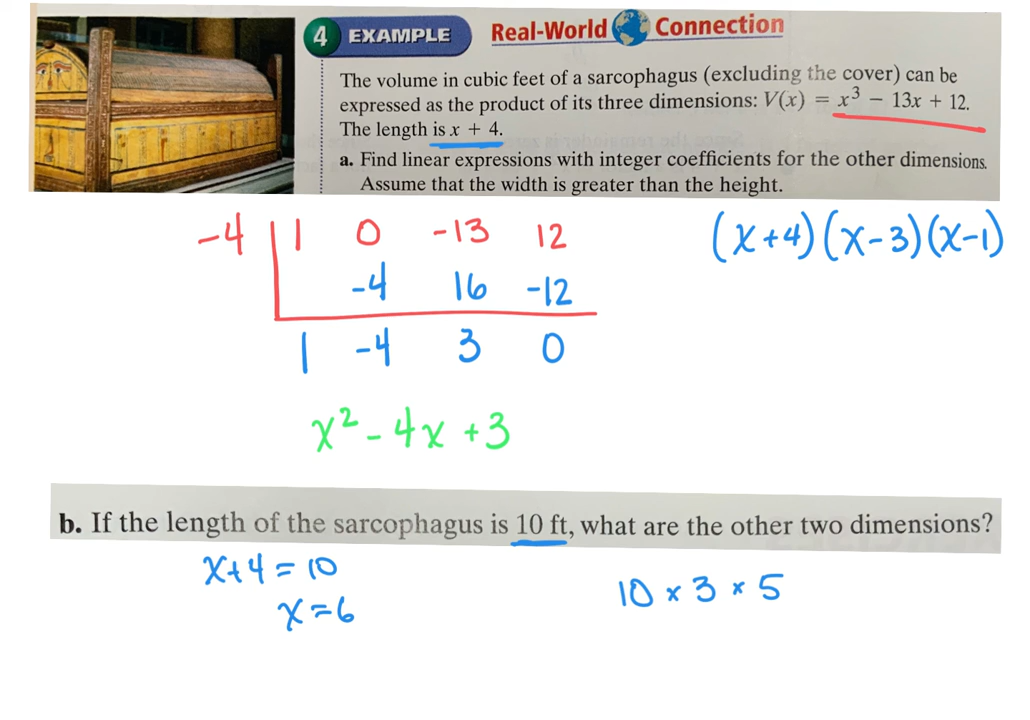 4 EXAMPLE Real-World Connection
The volume in cubic feet of a sarcophagus (excluding the cover) can be
expressed as the product of its three dimensions: V(x) = x³ − 13x + 12.
The length is x + 4.
a. Find linear expressions with integer coefficients for the other dimensions.
Assume that the width is greater than the height.
-4 1 0 -13 12 (x+4)(x-3)(x-1)
-4 16 -12
1 -4 3 0
x² - 4x + 3
b. If the length of the sarcophagus is 10 ft, what are the other two dimensions?
x+4 = 10
10 × 3 × 5
x = 6